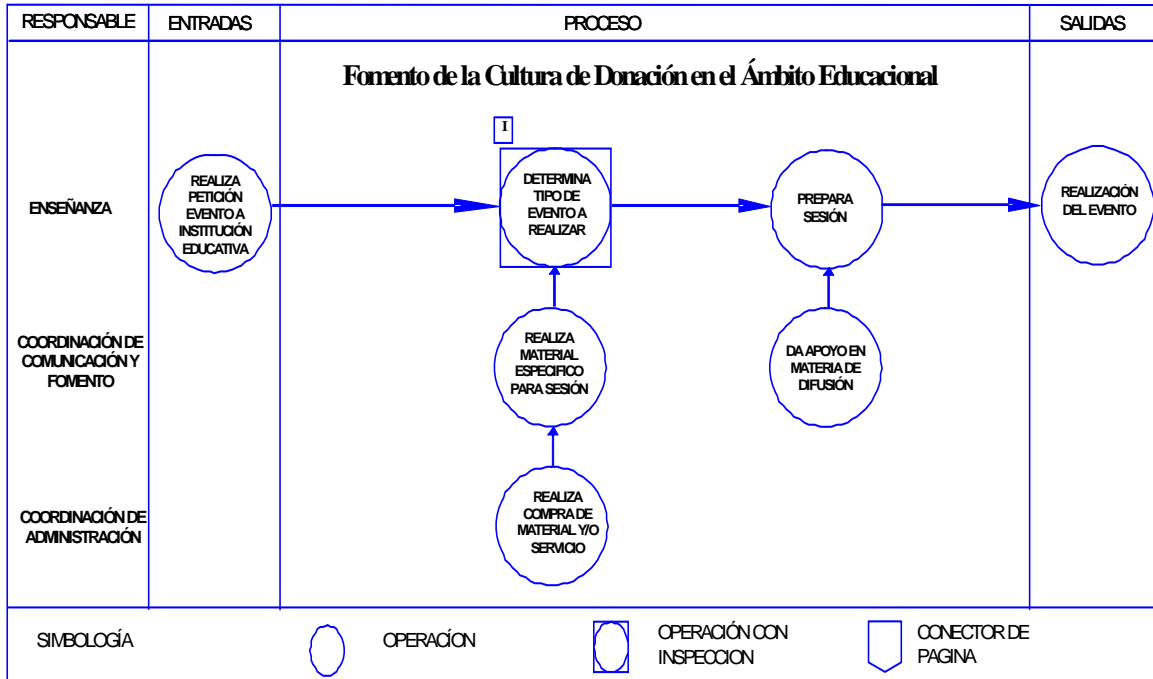 RESPONSABLE
ENTRADAS
PROCESO
SALIDAS
Fomento de la Cultura de Donación en el Ámbito Educacional
I
ENSEÑANZA
REALIZA
PETICIÓN
EVENTO A
INSTITUCIÓN
EDUCATIVA
DETERMINA
TIPO DE
EVENTO A
REALIZAR
PREPARA
SESIÓN
REALIZACIÓN
DEL EVENTO
COORDINACIÓN DE
COMUNICACIÓN Y
FOMENTO
REALIZA
MATERIAL
ESPECIFICO
PARA SESIÓN
DA APOYO EN
MATERIA DE
DIFUSIÓN
COORDINACIÓN DE
ADMINISTRACIÓN
REALIZA
COMPRA DE
MATERIAL Y/O
SERVICIO
SIMBOLOGÍA
OPERACÍON
OPERACIÓN CON
INSPECCION
CONECTOR DE
PAGINA